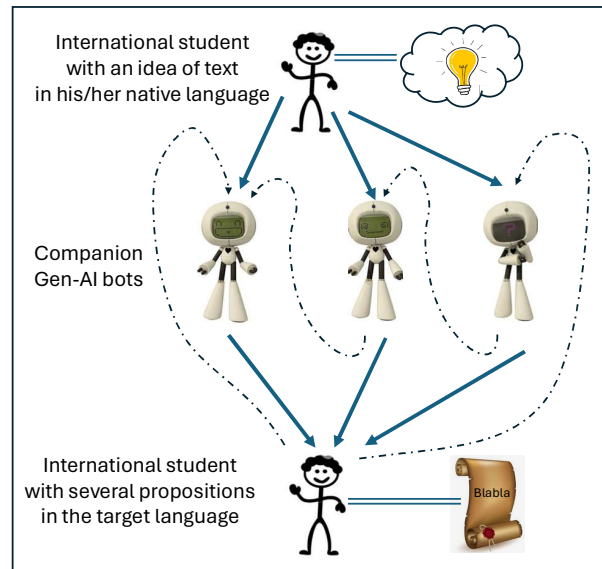 International student
with an idea of text
in his/her native language
?
Companion
Gen-AI bots
International student
with several propositions
in the target language
Blabla